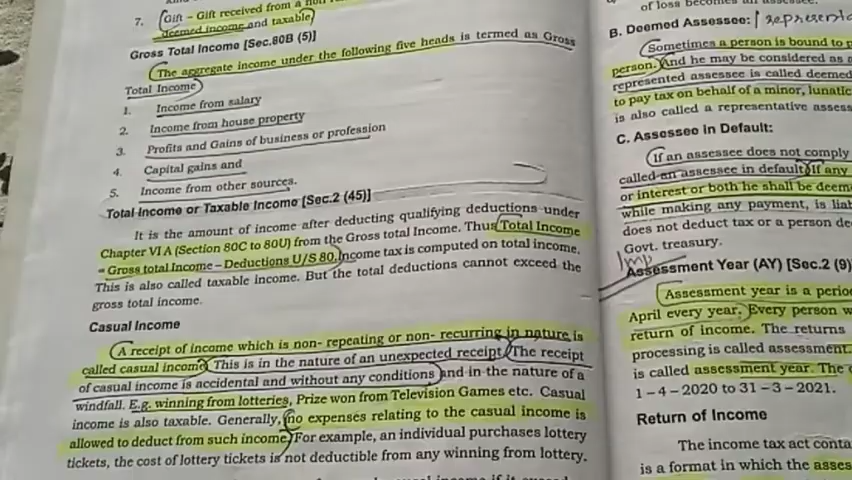 7. Gift – Gift received from a non
deemed income and taxable
Gross Total Income [Sec.80B (5)]
The aggregate income under the following five heads is termed as Gross
Total Income
1. Income from salary
2. Income from house property
3. Profits and Gains of business or profession
4. Capital gains and
5. Income from other sources.
Total Income or Taxable Income [Sec.2 (45)]
It is the amount of income after deducting qualifying deductions under
Chapter VI A (Section 80C to 80U) from the Gross total Income. Thus Total Income
= Gross total Income – Deductions U/S 80. Income tax is computed on total income.
This is also called taxable income. But the total deductions cannot exceed the
gross total income.
Casual Income
A receipt of income which is non- repeating or non- recurring in nature is
called casual income. This is in the nature of an unexpected receipt. The receipt
of casual income is accidental and without any conditions and in the nature of a
windfall. E.g. winning from lotteries, Prize won from Television Games etc. Casual
income is also taxable. Generally, no expenses relating to the casual income is
allowed to deduct from such income. For example, an individual purchases lottery
tickets, the cost of lottery tickets is not deductible from any winning from lottery.
of loss becomes an assessee.
B. Deemed Assessee:
Sometimes a person is bound to
person. And he may be considered as
represented assessee is called deemed
to pay tax on behalf of a minor, lunatic
is also called a representative
C. Assessee in Default:
If an assessee does not comply
called an assessee in default. If any
or interest or both he shall be
while making any payment, is
does not deduct tax or a person
Govt. treasury.
Imp
Assessment Year (AY) [Sec.2 (9)
Assessment year is a
April every year. Every person
return of income. The returns
processing is called assessment.
is called assessment year. The
1 – 4 – 2020 to 31 – 3 – 2021.
Return of Income
The income tax act
is a format in which the